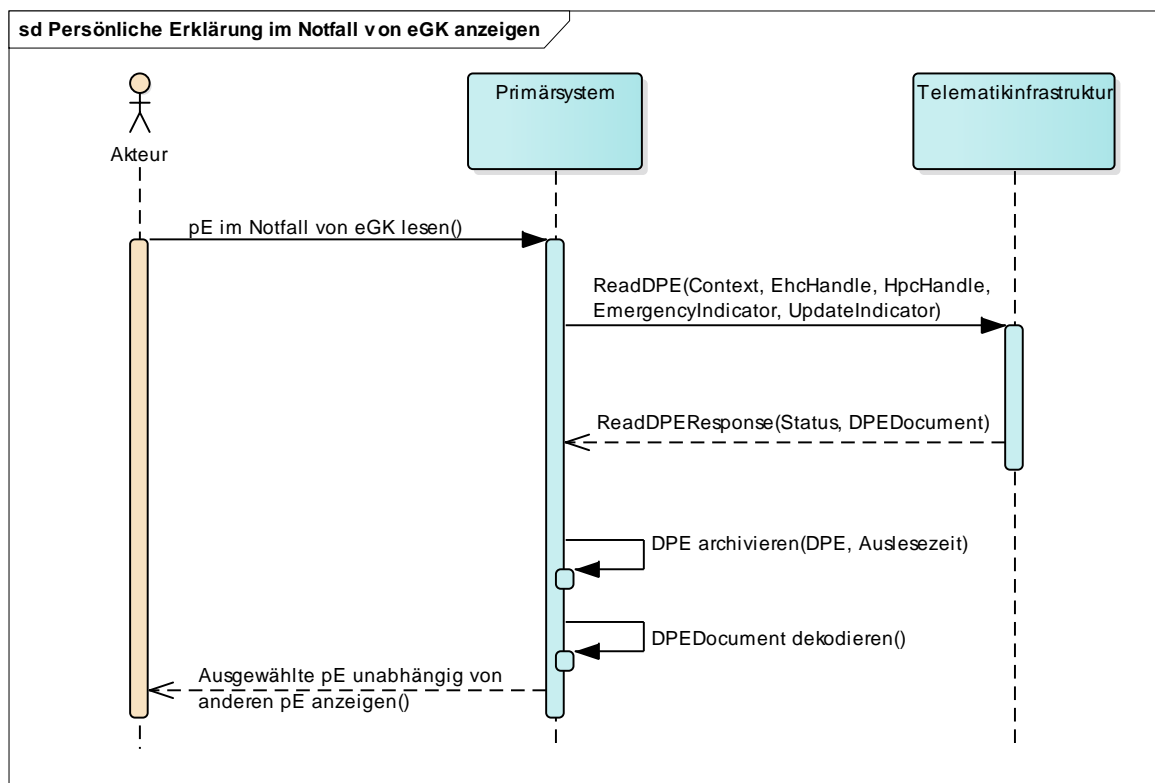 sd Persönliche Erklärung im Notfall von eGK anzeigen
Akteur
Primärsystem
Telematikinfrastruktur
pE im Notfall von eGK lesen()
ReadDPE(Context, EhcHandle, HpcHandle,
EmergencyIndicator, UpdateIndicator)
ReadDPEResponse(Status, DPEDocument)
DPE archivieren(DPE, Auslesezeit)
DPEDocument dekodieren()
Ausgewählte pE unabhängig von
anderen pE anzeigen()